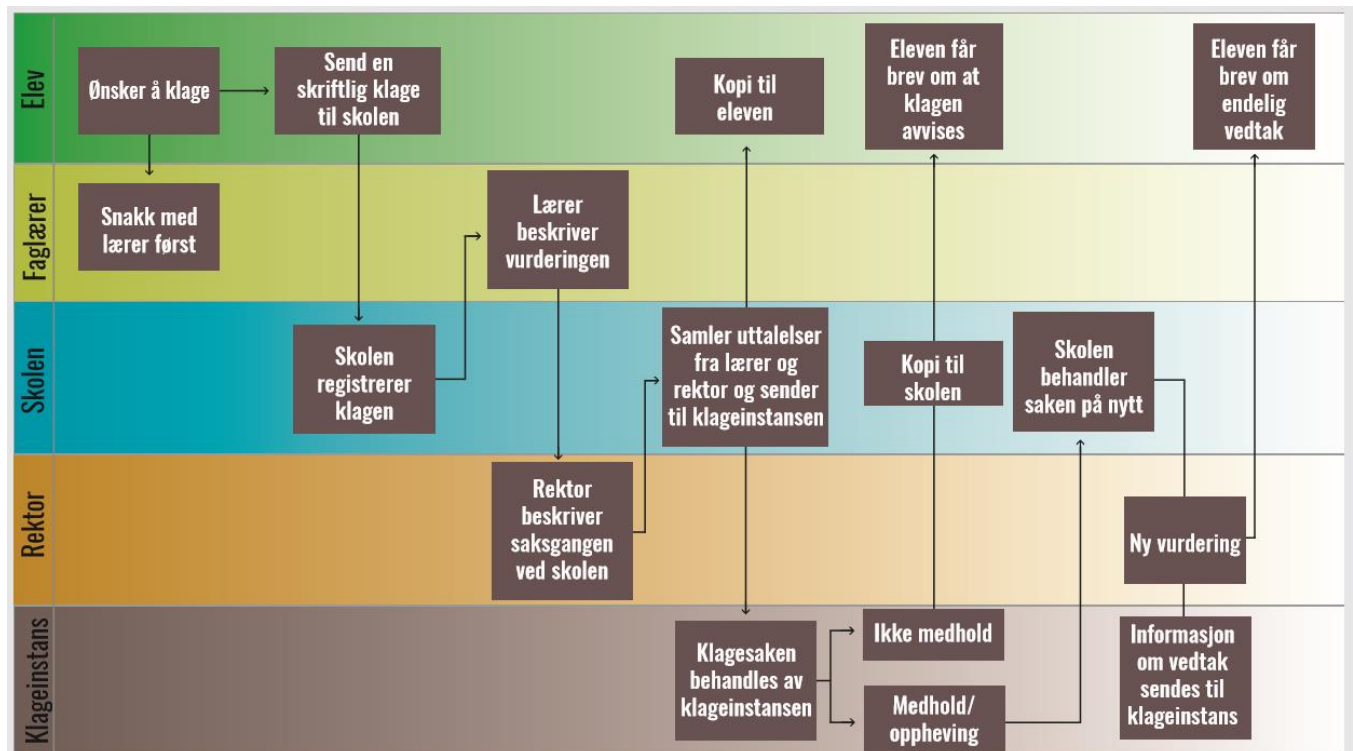 Elev
Ønsker å klage
Send en
skriftlig klage
til skolen
Kopi til
eleven
Eleven får
brev om at
klagen
avvises
Eleven får
brev om
endelig
vedtak
Faglærer
Snakk med
lærer først
Lærer
beskriver
vurderingen
Skolen
Skolen
registrerer
klagen
Samler uttalelser
fra lærer og
rektor og sender
til klageinstansen
Kopi til
skolen
Skolen
behandler
saken på nytt
Rektor
Rektor
beskriver
saksgangen
ved skolen
Ny vurdering
Klageinstans
Klagesaken
behandles av
klageinstansen
Ikke medhold
Medhold/
oppheving
Informasjon
om vedtak
sendes til
klageinstans